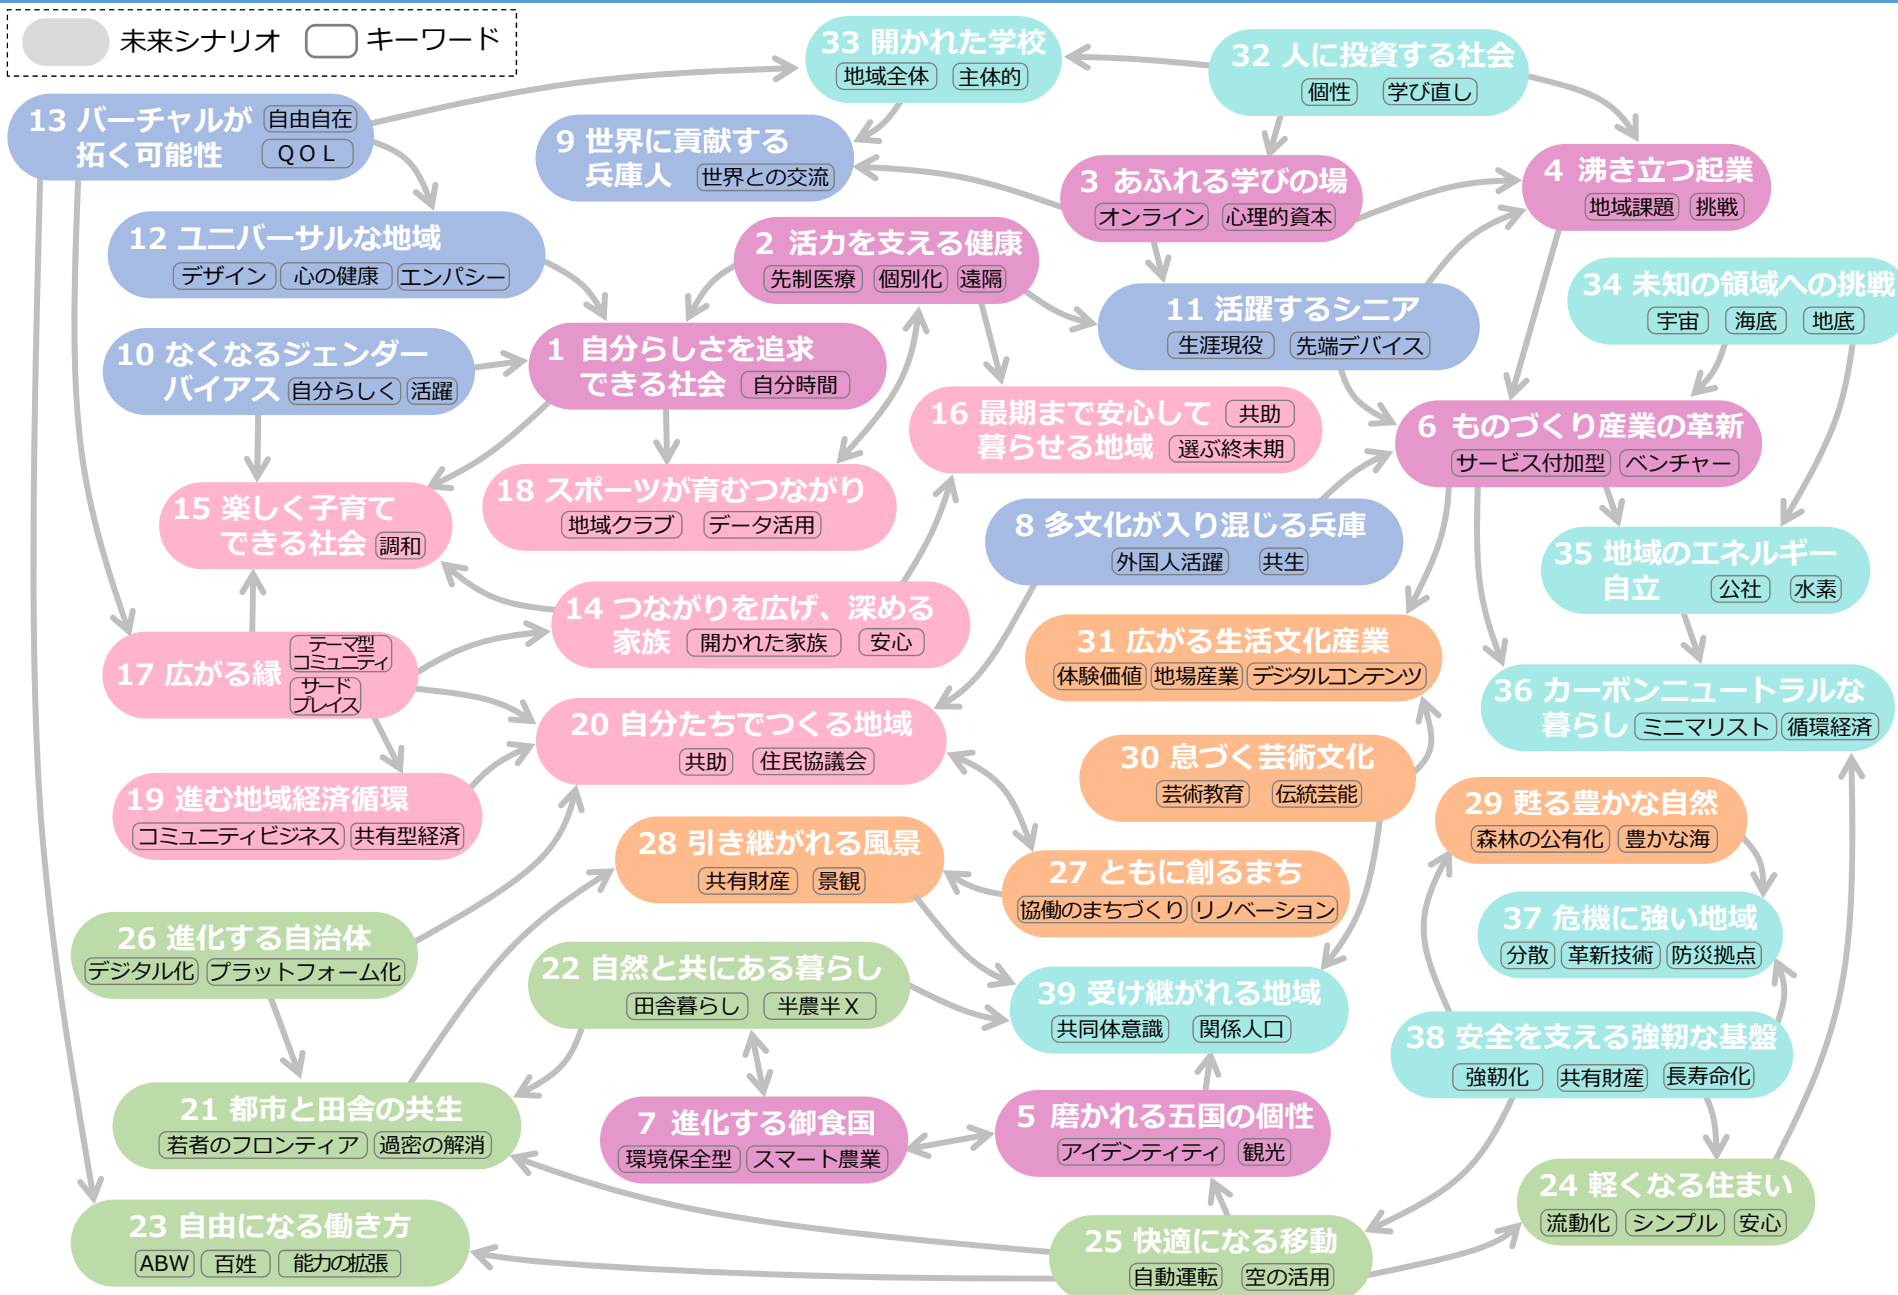 未来シナリオ キーワード
33 開かれた学校
地域全体 主体的
32 人に投資する社会
個性 学び直し
13 バーチャルが
拓く可能性
自由自在
QOL
9 世界に貢献する
兵庫人 世界との交流
3 あふれる学びの場
オンライン 心理的資本
4 沸き立つ起業
地域課題 挑戦
12 ユニバーサルな地域
デザイン 心の健康 エンパシー
2 活力を支える健康
先制医療 個別化 遠隔
11 活躍するシニア
生涯現役 先端デバイス
34 未知の領域への挑戦
宇宙 海底 地底
10 なくなるジェンダー
バイアス 自分らしく 活躍
1 自分らしさを追求
できる社会 自分時間
16 最期まで安心して 共助
暮らせる地域 選ぶ終末期
6 ものづくり産業の革新
サービス付加型 ベンチャー
15 楽しく子育て
できる社会 調和
18 スポーツが育むつながり
地域クラブ データ活用
8 多文化が入り混じる兵庫
外国人活躍 共生
35 地域のエネルギー
自立 公社 水素
14 つながりを広げ、深める
家族 開かれた家族 安心
31 広がる生活文化産業
体験価値 地場産業 デジタルコンテンツ
17 広がる縁
テーマ型
コミュニティ
サード
プレイス
36 カーボンニュートラルな
暮らし ミニマリスト 循環経済
20 自分たちでつくる地域
共助 住民協議会
30 息づく芸術文化
芸術教育 伝統芸能
19 進む地域経済循環
コミュニティビジネス 共有型経済
29 甦る豊かな自然
森林の公有化 豊かな海
28 引き継がれる風景
共有財産 景観
27 ともに創るまち
協働のまちづくり リノベーション
37 危機に強い地域
分散 革新技術 防災拠点
26 進化する自治体
デジタル化 プラットフォーム化
22 自然と共にある暮らし
田舎暮らし 半農半X
39 受け継がれる地域
共同体意識 関係人口
38 安全を支える強靭な基盤
強靭化 共有財産 長寿命化
21 都市と田舎の共生
若者のフロンティア 過密の解消
7 進化する御食国
環境保全型 スマート農業
5 磨かれる五国の個性
アイデンティティ 観光
24 軽くなる住まい
流動化 シンプル 安心
23 自由になる働き方
ABW 百姓 能力の拡張
25 快適になる移動
自動運転 空の活用